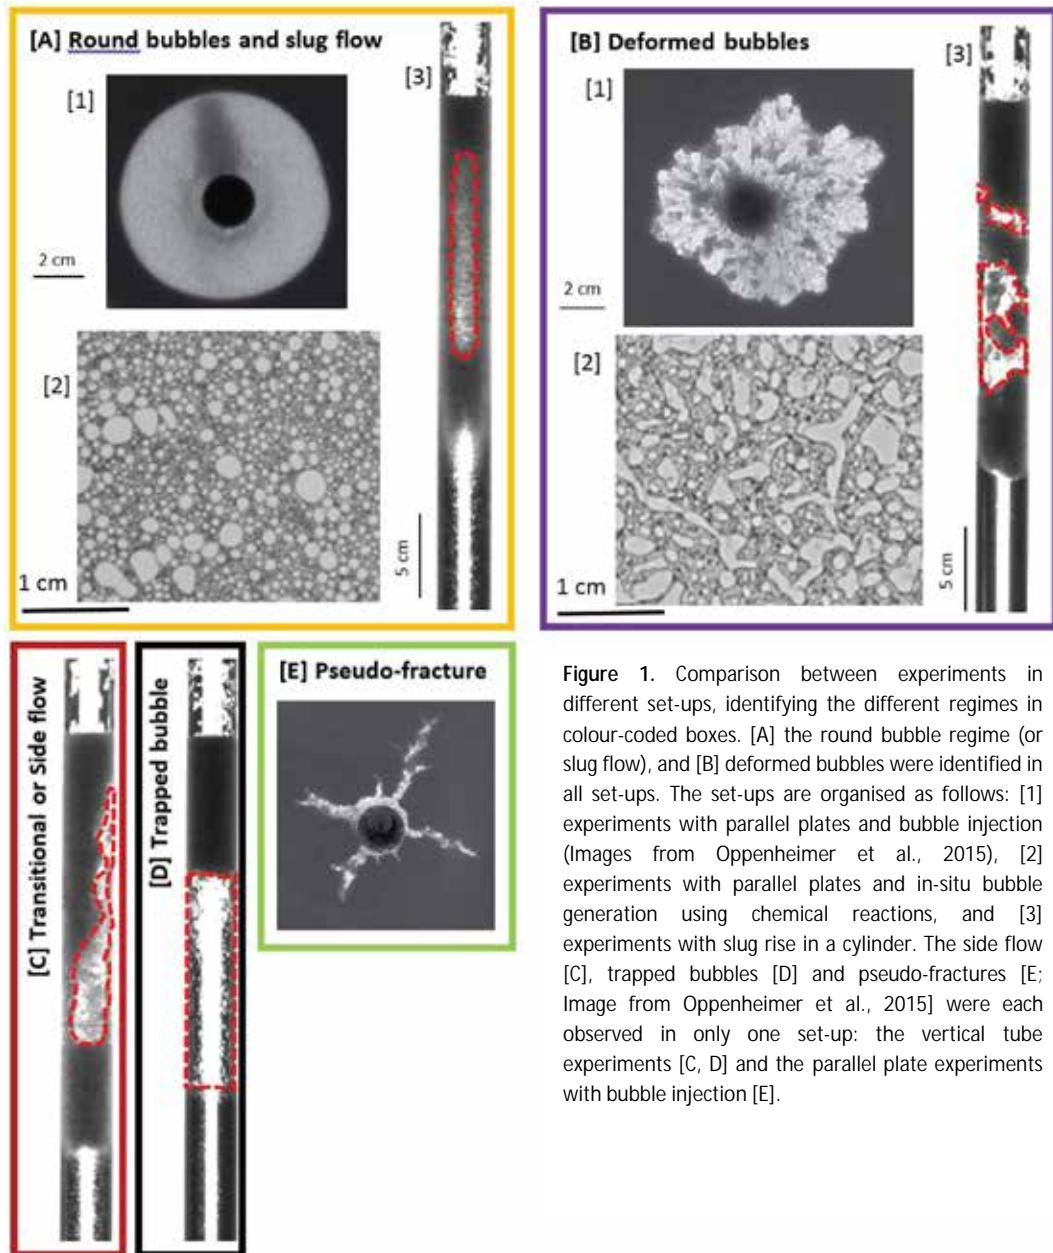 [A] Round bubbles and slug flow
[1]
[3]
2 cm
[2]
1 cm
5 cm
[B] Deformed bubbles
[1]
[3]
2 cm
[2]
1 cm
5 cm
[C] Transitional or Side flow
[D] Trapped bubble
[E] Pseudo-fracture
Figure 1. Comparison between experiments in
different set-ups, identifying the different regimes in
colour-coded boxes. [A] the round bubble regime (or
slug flow), and [B] deformed bubbles were identified in
all set-ups. The set-ups are organised as follows: [1]
experiments with parallel plates and bubble injection
(Images from Oppenheimer et al., 2015), [2]
experiments with parallel plates and in-situ bubble
generation using chemical reactions, and [3]
experiments with slug rise in a cylinder. The side flow
[C], trapped bubbles [D] and pseudo-fractures [E;
Image from Oppenheimer et al., 2015] were each
observed in only one set-up: the vertical tube
experiments [C, D] and the parallel plate experiments
with bubble injection [E].